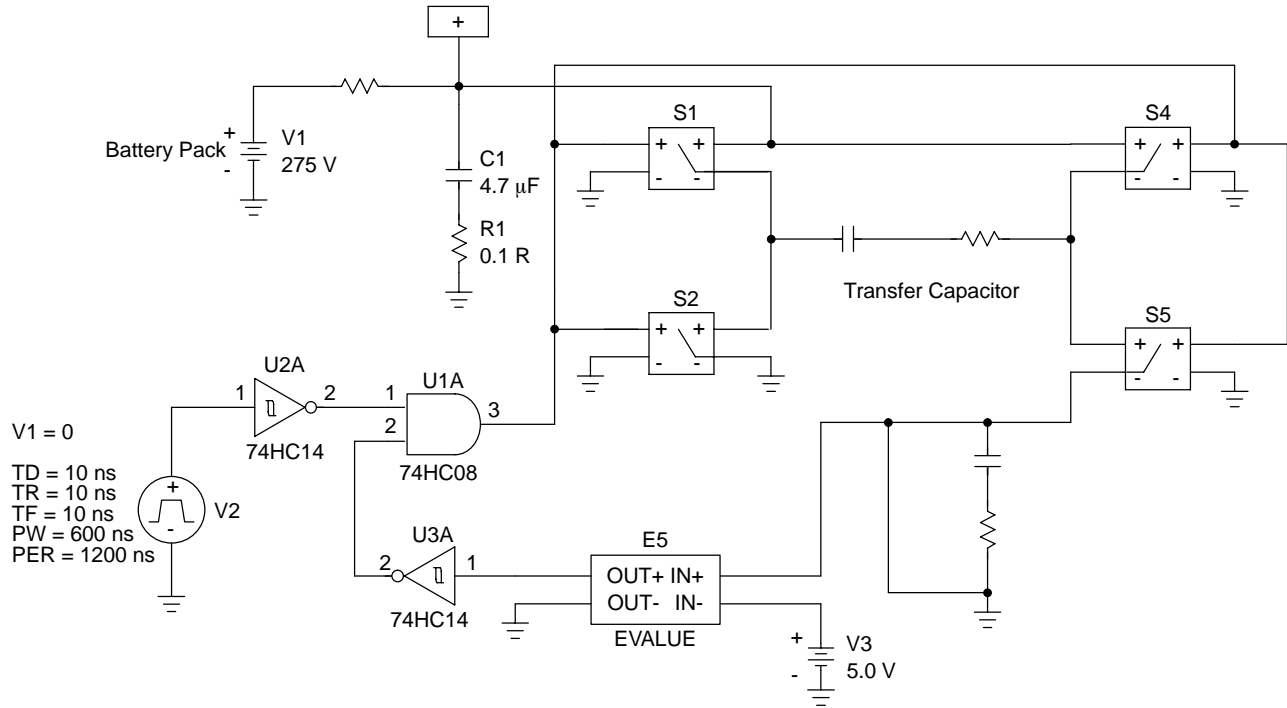 +
S1
S4
Battery Pack
+
-
V1
275 V
C1
4.7 μF
R1
0.1 R
+ +
- -
+ +
- -
Transfer Capacitor
S2
S5
+ +
- -
+ +
- -
U2A
1
2
74HC14
U1A
1
2
3
74HC08
V1 = 0
TD = 10 ns
TR = 10 ns
TF = 10 ns
PW = 600 ns
PER = 1200 ns
+
-
V2
U3A
2
1
74HC14
E5
OUT+ IN+
OUT- IN-
EVALUE
+
-
V3
5.0 V